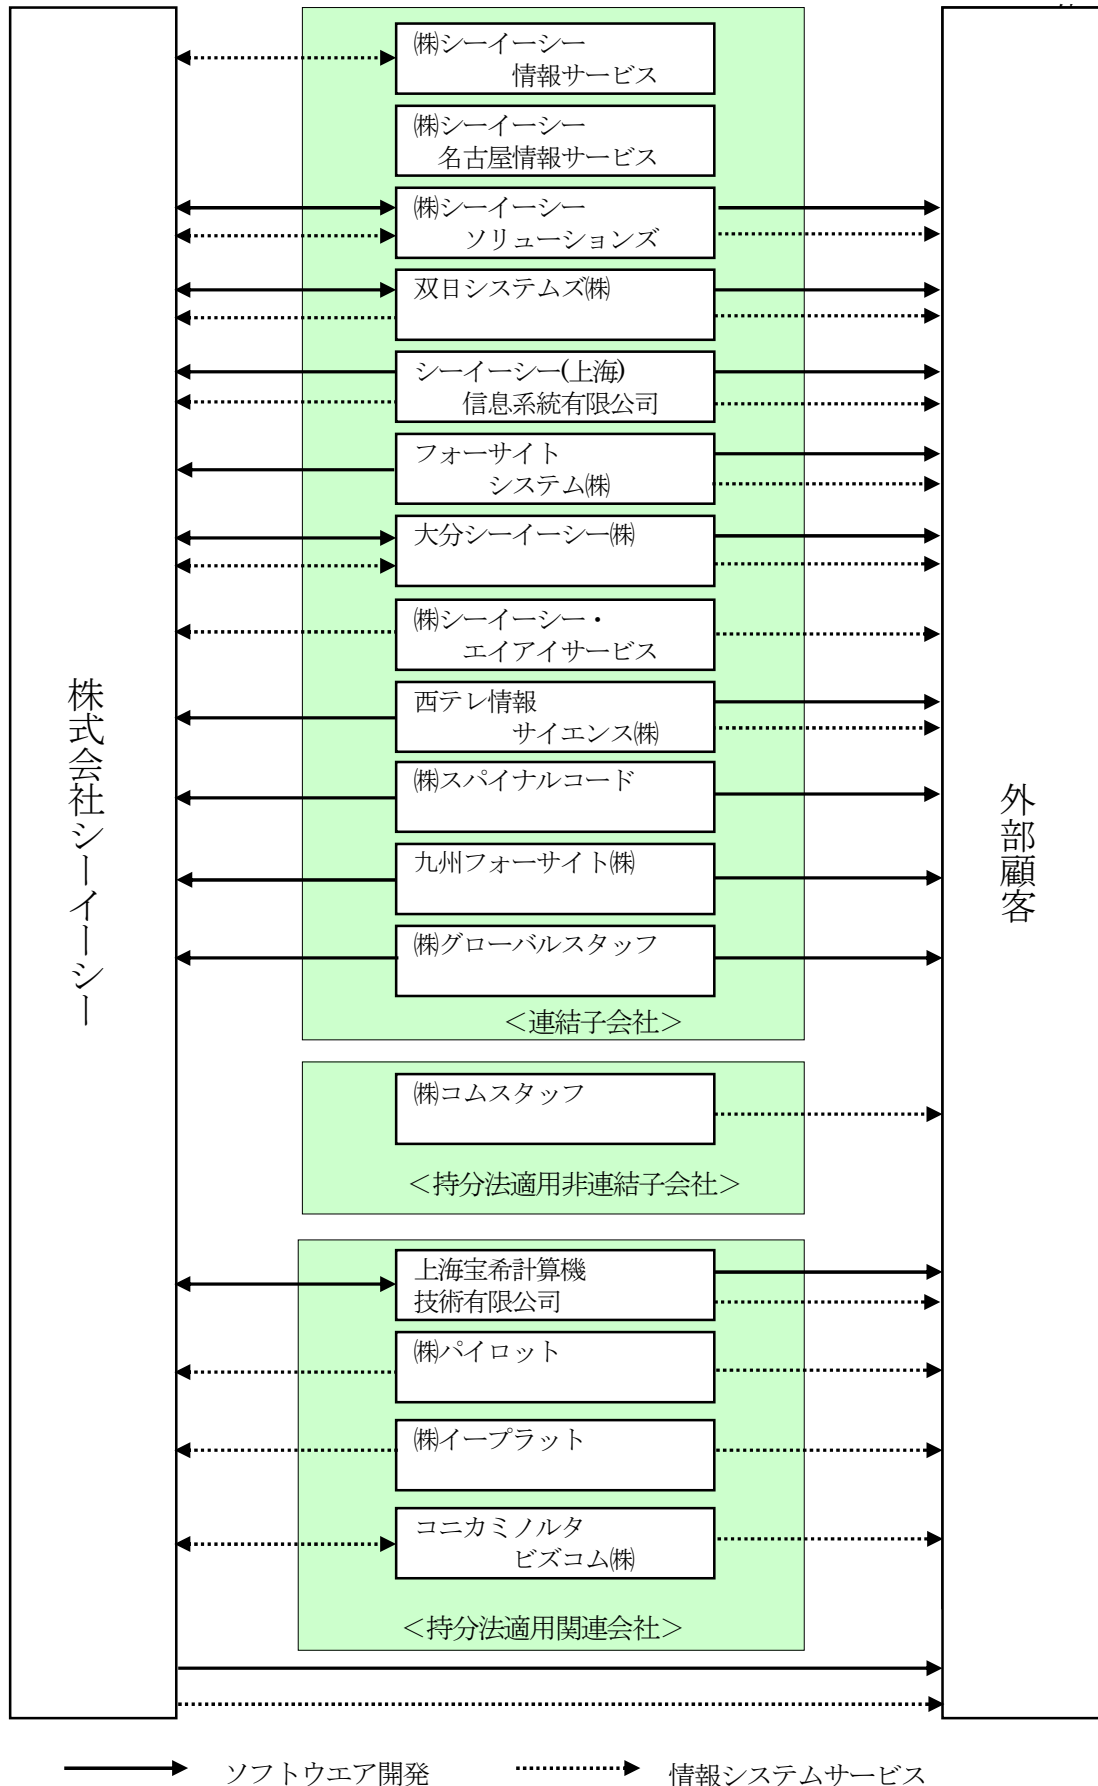 株式会社シーイーシー
㈱シーイーシー
情報サービス
㈱シーイーシー
名古屋情報サービス
㈱シーイーシー
ソリューションズ
双日システムズ㈱
シーイーシー(上海)
信息系統有限公司
フォーサイト
システム㈱
大分シーイーシー㈱
㈱シーイーシー・
エイアイサービス
西テレ情報
サイエンス㈱
㈱スパイナルコード
九州フォーサイト㈱
㈱グローバルスタッフ
＜連結子会社＞
㈱コムスタッフ
＜持分法適用非連結子会社＞
上海宝希計算機
技術有限公司
㈱パイロット
㈱イープラット
コニカミノルタ
ビズコム㈱
＜持分法適用関連会社＞
外部顧客
ソフトウエア開発
情報システムサービス